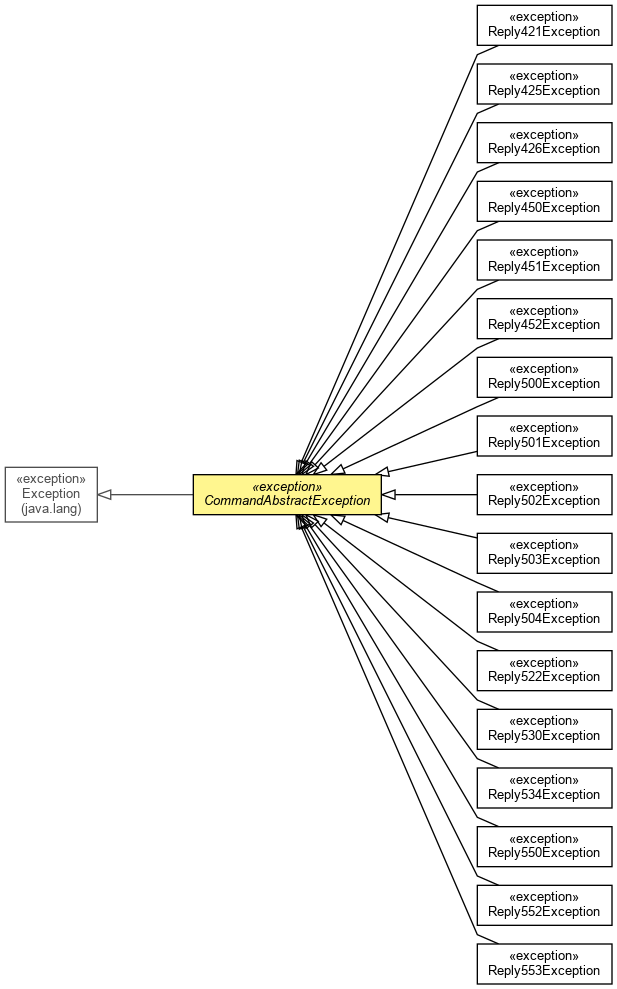 «exception»
Reply421Exception
«exception»
Reply425Exception
«exception»
Reply426Exception
«exception»
Reply450Exception
«exception»
Reply451Exception
«exception»
Reply452Exception
«exception»
Reply500Exception
«exception»
Reply501Exception
«exception»
Exception
(java.lang)
«exception»
CommandAbstractException
«exception»
Reply502Exception
«exception»
Reply503Exception
«exception»
Reply504Exception
«exception»
Reply522Exception
«exception»
Reply530Exception
«exception»
Reply534Exception
«exception»
Reply550Exception
«exception»
Reply552Exception
«exception»
Reply553Exception